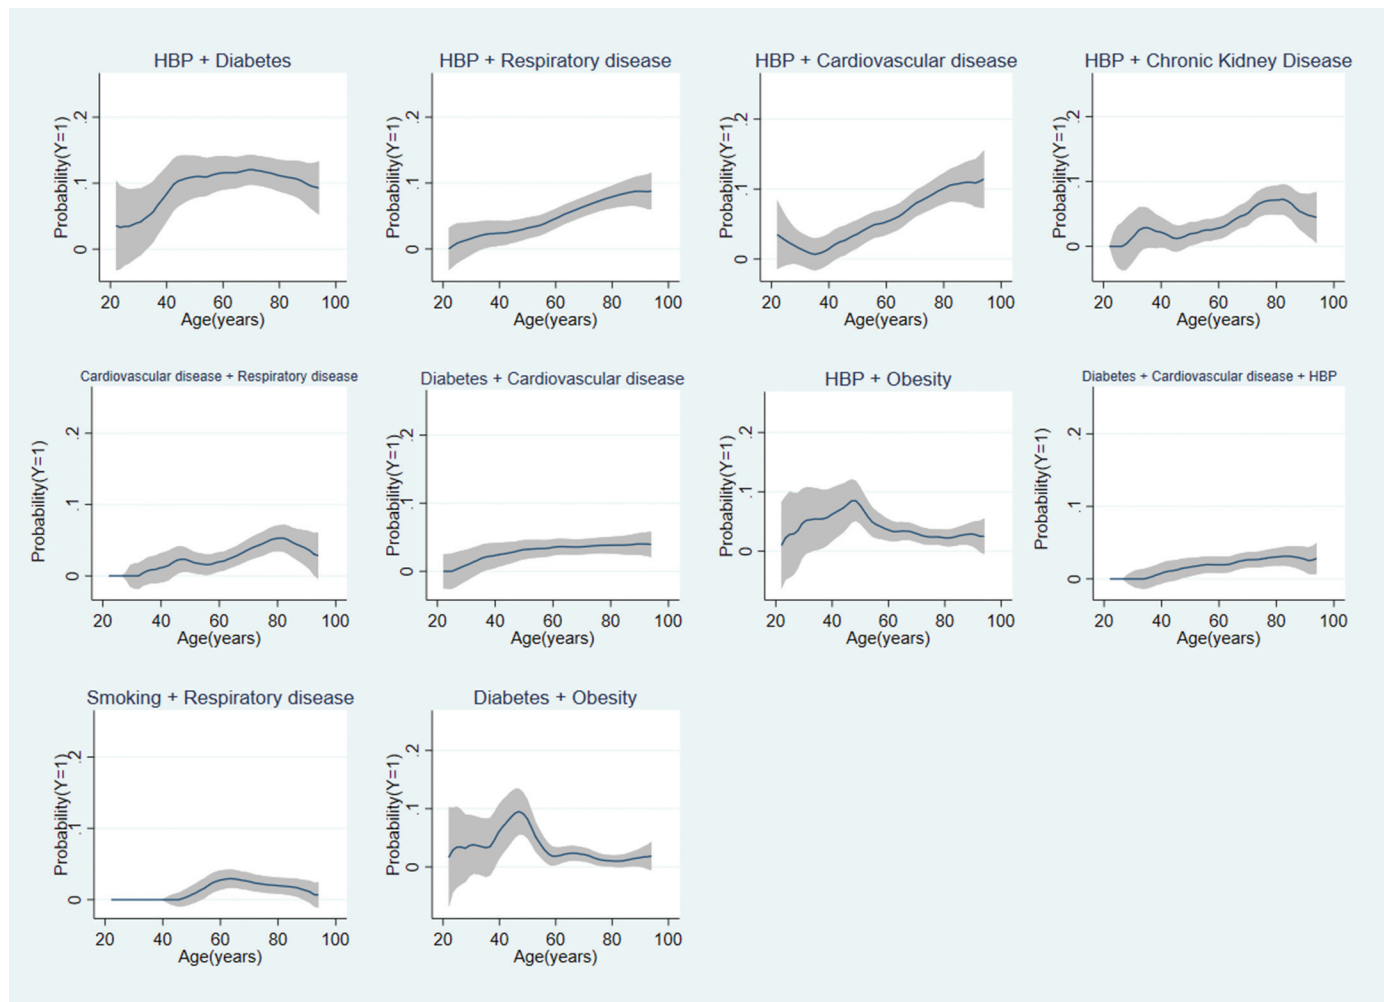 HBP + Diabetes
Probability(Y=1)
.2
.1
0
20 40 60 80 100
Age(years)
HBP + Respiratory disease
Probability(Y=1)
.2
.1
0
20 40 60 80 100
Age(years)
HBP + Cardiovascular disease
Probability(Y=1)
.2
.1
0
20 40 60 80 100
Age(years)
HBP + Chronic Kidney Disease
Probability(Y=1)
.2
.1
0
20 40 60 80 100
Age(years)
Cardiovascular disease + Respiratory disease
Probability(Y=1)
.2
.1
0
20 40 60 80 100
Age(years)
Diabetes + Cardiovascular disease
Probability(Y=1)
.2
.1
0
20 40 60 80 100
Age(years)
HBP + Obesity
Probability(Y=1)
.2
.1
0
20 40 60 80 100
Age(years)
Diabetes + Cardiovascular disease + HBP
Probability(Y=1)
.2
.1
0
20 40 60 80 100
Age(years)
Smoking + Respiratory disease
Probability(Y=1)
.2
.1
0
20 40 60 80 100
Age(years)
Diabetes + Obesity
Probability(Y=1)
.2
.1
0
20 40 60 80 100
Age(years)